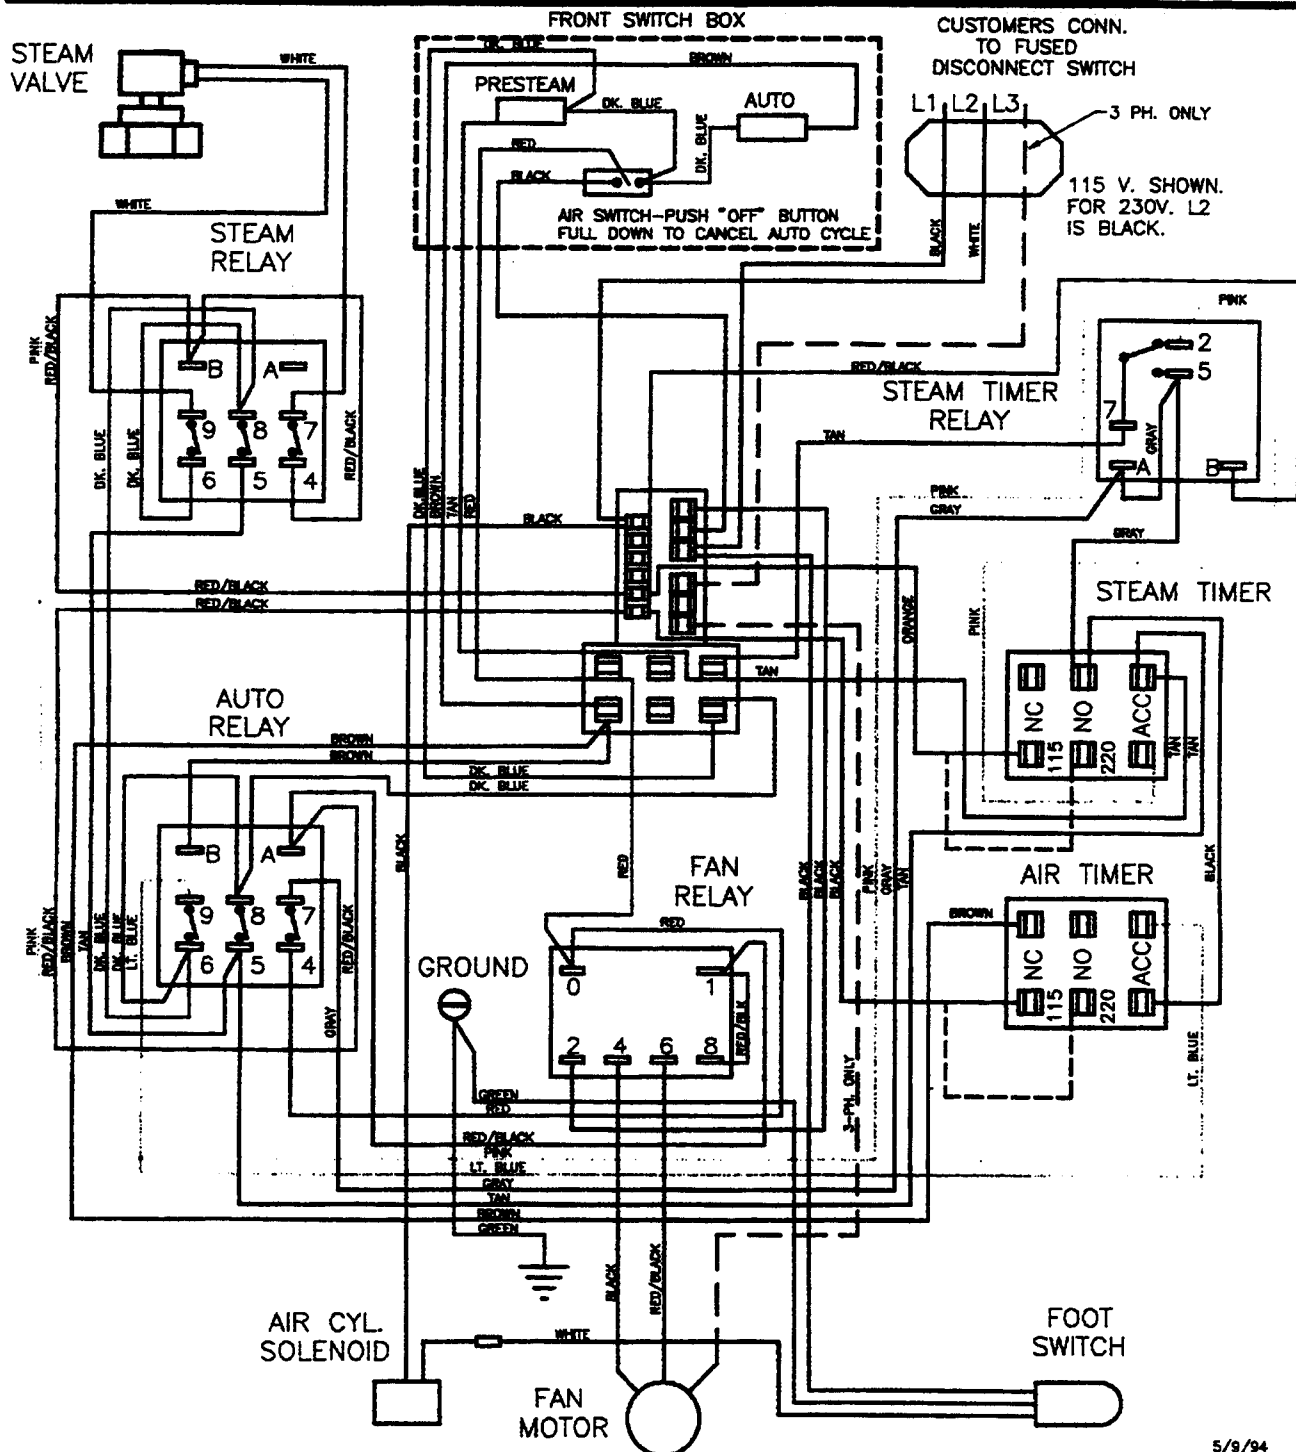 FRONT SWITCH BOX
CUSTOMERS CONN.
TO FUSED
DISCONNECT SWITCH
STEAM
VALVE
WHITE
DK. BLUE
BROWN
PRESTEAM
DK. BLUE
AUTO
L1 L2 L3
3 PH. ONLY
RED
DK. BLUE
BLACK
115 V. SHOWN.
FOR 230V. L2
IS BLACK.
WHITE
AIR SWITCH-PUSH "OFF" BUTTON
FULL DOWN TO CANCEL AUTO CYCLE
BLACK
WHITE
STEAM
RELAY
PINK
RED/BLACK
B
A
9
8
7
6
5
4
DK. BLUE
DK. BLUE
RED/BLACK
PINK
RED/BLACK
STEAM TIMER
RELAY
2
5
7
GRAY
A
B
TAN
DK.BLUE
BROWN
TAN
RED
PINK
GRAY
BLACK
GRAY
RED/BLACK
RED/BLACK
ORANGE
PINK
STEAM TIMER
TAN
NC
NO
ACC
115
220
TAN
TAN
AUTO
RELAY
BROWN
BROWN
DK. BLUE
DK. BLUE
B
A
9
8
7
6
5
4
PINK
RED/BLACK
BROWN
TAN
DK. BLUE
DK. BLUE
LT. BLUE
RED/BLACK
GRAY
BLACK
RED
FAN
RELAY
RED
BLACK
BLACK
BLACK
PINK
GRAY
TAN
BLACK
AIR TIMER
BROWN
NC
NO
ACC
115
220
LT. BLUE
GROUND
0
1
2
4
6
8
RED/BLK
3-PH. ONLY
GREEN
RED
RED/BLACK
PINK
LT. BLUE
GRAY
TAN
BROWN
GREEN
BLACK
RED/BLACK
AIR CYL.
SOLENOID
WHITE
FAN
MOTOR
FOOT
SWITCH
5/9/94